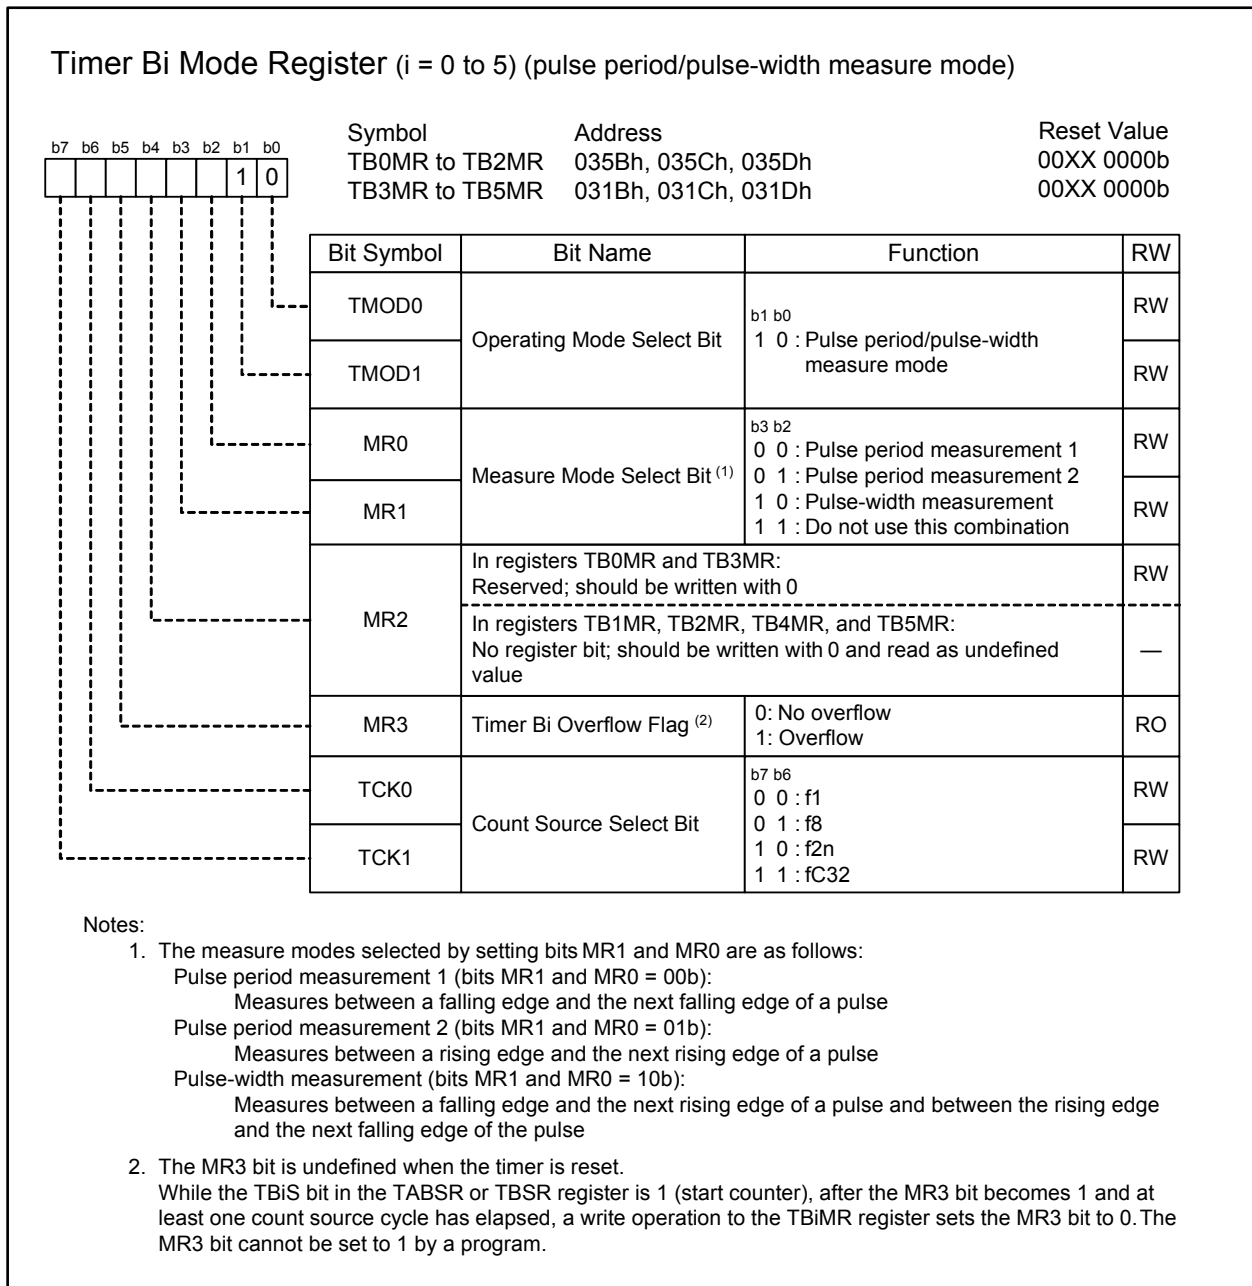 Timer Bi Mode Register (i = 0 to 5) (pulse period/pulse-width measure mode)
b7 b6 b5 b4 b3 b2 b1 b0
1 0
Symbol Address Reset Value
TB0MR to TB2MR 035Bh, 035Ch, 035Dh 00XX 0000b
TB3MR to TB5MR 031Bh, 031Ch, 031Dh 00XX 0000b
Bit Symbol Bit Name Function RW
TMOD0 RW
Operating Mode Select Bit
b1 b0
1 0 : Pulse period/pulse-width
measure mode
TMOD1 RW
MR0 RW
Measure Mode Select Bit (1)
b3 b2
0 0 : Pulse period measurement 1
0 1 : Pulse period measurement 2
1 0 : Pulse-width measurement
1 1 : Do not use this combination
MR1 RW
MR2
In registers TB0MR and TB3MR:
Reserved; should be written with 0 RW
In registers TB1MR, TB2MR, TB4MR, and TB5MR:
No register bit; should be written with 0 and read as undefined
value —
MR3 Timer Bi Overflow Flag (2)
0: No overflow
1: Overflow
RO
TCK0 RW
Count Source Select Bit
b7 b6
0 0 : f1
0 1 : f8
1 0 : f2n
1 1 : fC32
TCK1 RW
Notes:
1. The measure modes selected by setting bits MR1 and MR0 are as follows:
Pulse period measurement 1 (bits MR1 and MR0 = 00b):
Measures between a falling edge and the next falling edge of a pulse
Pulse period measurement 2 (bits MR1 and MR0 = 01b):
Measures between a rising edge and the next rising edge of a pulse
Pulse-width measurement (bits MR1 and MR0 = 10b):
Measures between a falling edge and the next rising edge of a pulse and between the rising edge
and the next falling edge of the pulse
2. The MR3 bit is undefined when the timer is reset.
While the TBiS bit in the TABSR or TBSR register is 1 (start counter), after the MR3 bit becomes 1 and at
least one count source cycle has elapsed, a write operation to the TBiMR register sets the MR3 bit to 0. The
MR3 bit cannot be set to 1 by a program.